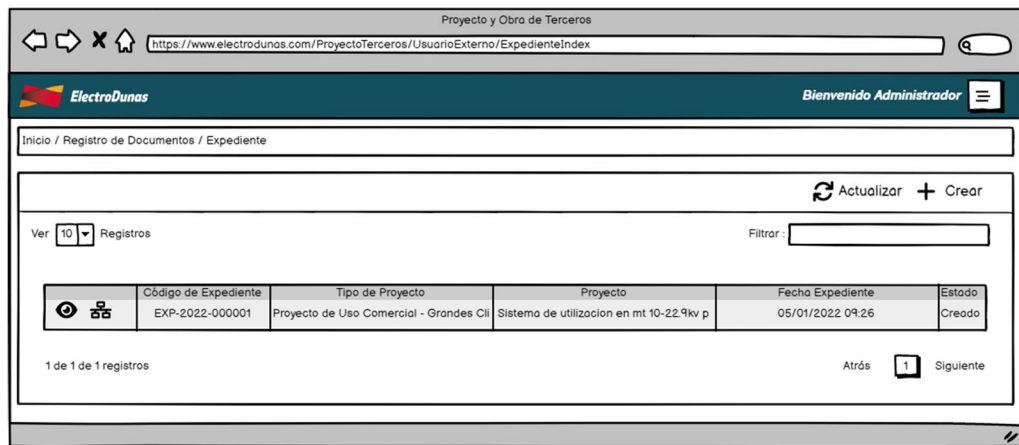 Proyecto y Obra de Terceros
https://www.electrodunas.com/ProyectoTerceros/UsuarioExterno/ExpedienteIndex
ElectroDunas
Bienvenido Administrador
Inicio / Registro de Documentos / Expediente
Actualizar Crear
Ver 10 Registros Filtrar :
Código de Expediente Tipo de Proyecto Proyecto Fecha Expediente Estado
EXP-2022-000001 Proyecto de Uso Comercial - Grandes Cli Sistema de utilizacion en mt 10-22.9kv p 05/01/2022 09:26 Creado
1 de 1 de 1 registros Atrás 1 Siguiente